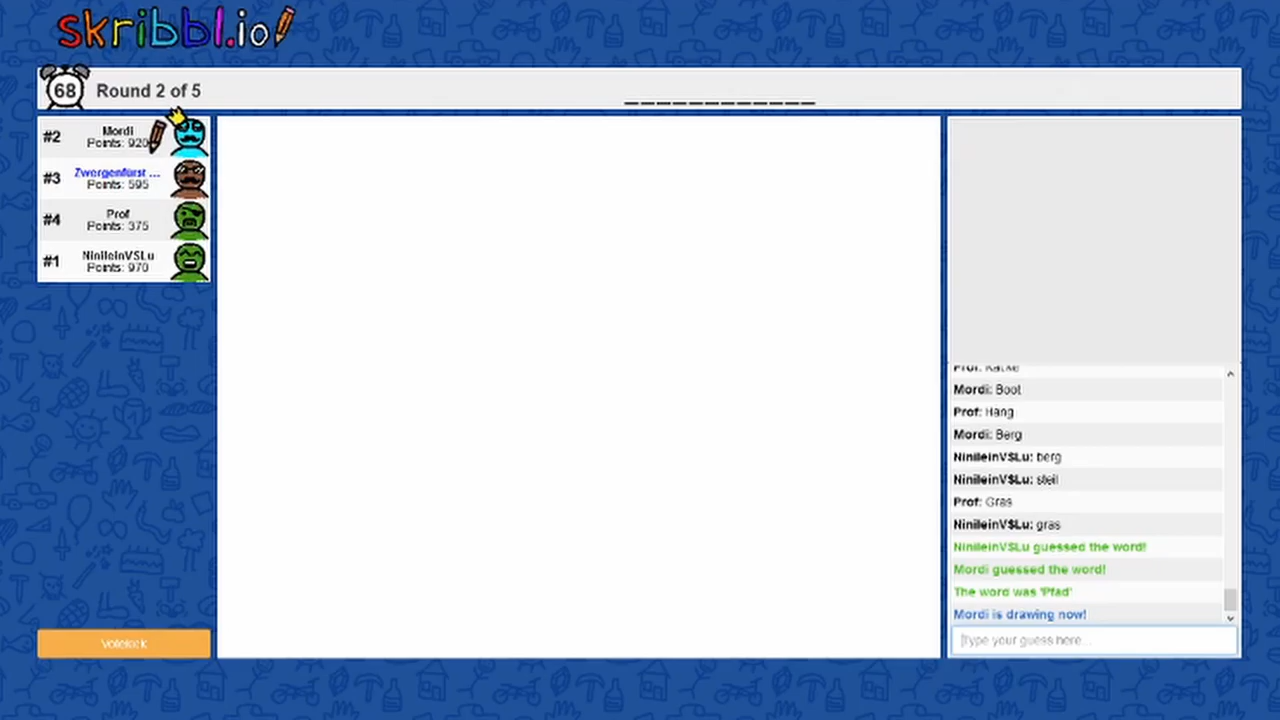 skribbl.io
68
Round 2 of 5
____________
#2
Mordi
Points: 920
#3
Zwergenfürst ...
Points: 595
#4
Prof
Points: 375
#1
NinileinVSLu
Points: 970
Mordi: Boot
Prof: Hang
Mordi: Berg
NinileinVSLu: berg
NinileinVSLu: steil
Prof: Gras
NinileinVSLu: gras
NinileinVSLu guessed the word!
Mordi guessed the word!
The word was 'Pfad'
Mordi is drawing now!
Votekick
Type your guess here...